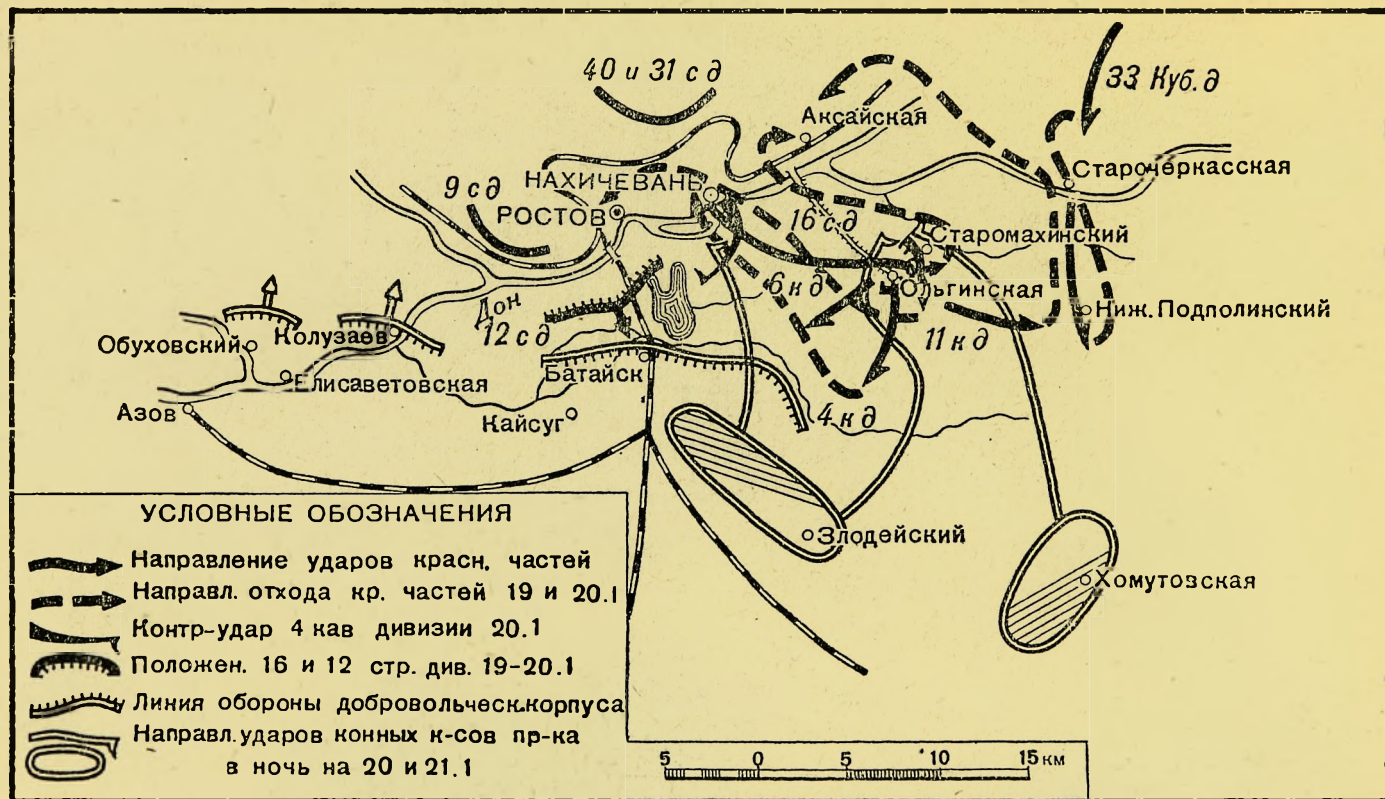 40 и 31 с д
33 Куб. д
Аксайская
Старочеркасская
9 с д
НАХИЧЕВАНЬ
РОСТОВ
16 с д
Старомахинский
6 к д
Ольгинская
Дон
12 с д
11 к д
Ниж. Подполинский
Обуховский
Колузаев
Елисаветовская
Батайск
Азов
Кайсуг
4 к д
Злодейский
Хомутовская
УСЛОВНЫЕ ОБОЗНАЧЕНИЯ
Направление ударов красн. частей
Направл. отхода кр. частей 19 и 20.I
Контр-удар 4 кав дивизии 20.1
Положен. 16 и 12 стр. див. 19-20.1
Линия обороны добровольческ.корпуса
Направл.ударов конных к-сов пр-ка
в ночь на 20 и 21.1
5 0 5 10 15 км